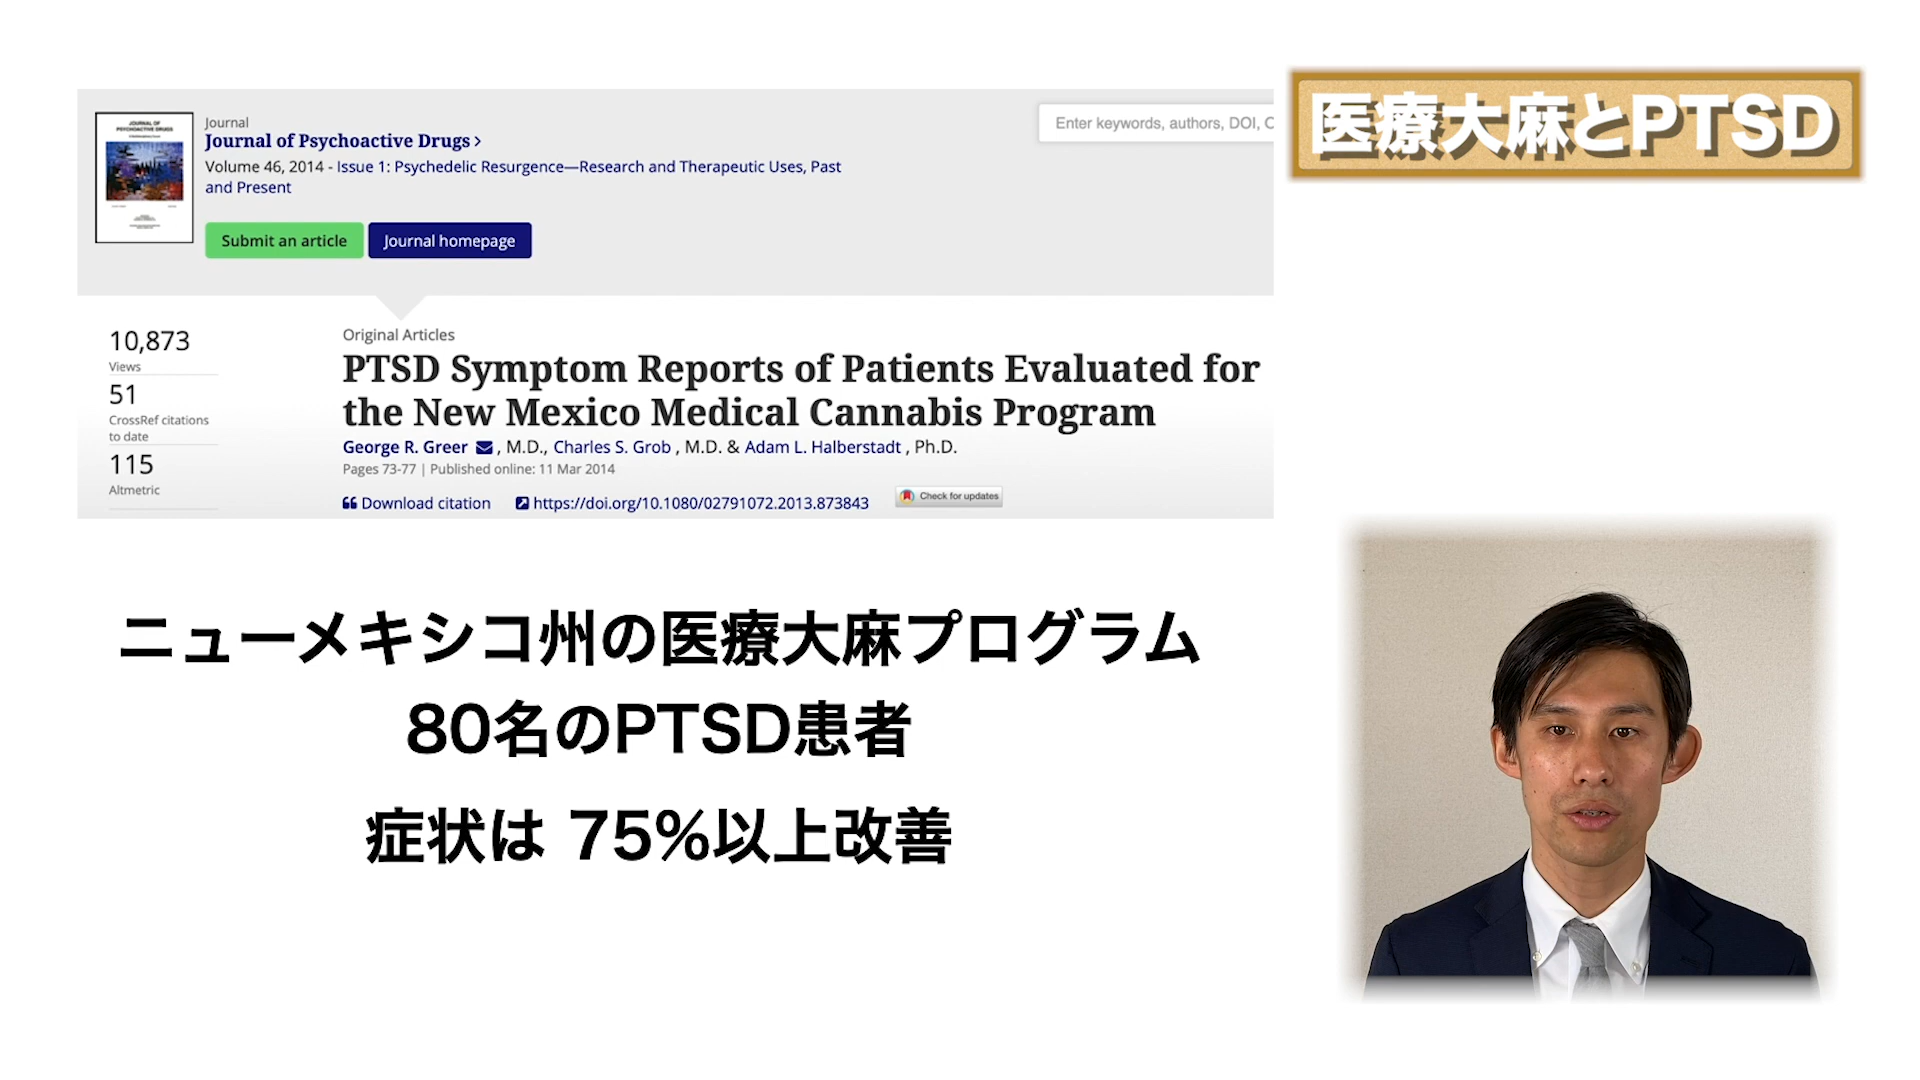 医療大麻とPTSD
JOURNAL OF
PSYCHOACTIVE DRUGS
Journal
Journal of Psychoactive Drugs >
Volume 46, 2014 - Issue 1: Psychedelic Resurgence—Research and Therapeutic Uses, Past
and Present
Enter keywords, authors, DOI, C
Submit an article
Journal homepage
10,873
Views
51
CrossRef citations
to date
115
Altmetric
Original Articles
PTSD Symptom Reports of Patients Evaluated for
the New Mexico Medical Cannabis Program
George R. Greer , M.D., Charles S. Grob , M.D. & Adam L. Halberstadt , Ph.D.
Pages 73-77 | Published online: 11 Mar 2014
Download citation https://doi.org/10.1080/02791072.2013.873843 Check for updates
ニューメキシコ州の医療大麻プログラム
80名のPTSD患者
症状は 75%以上改善